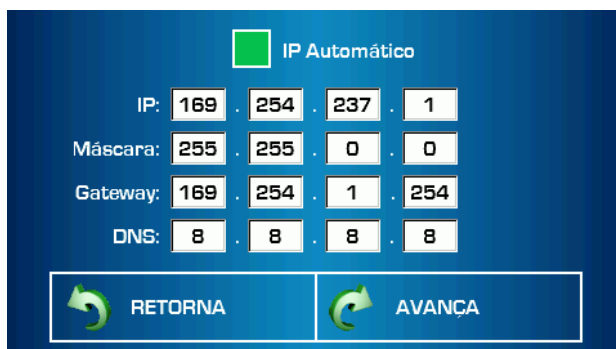 IP Automático
IP: 169 . 254 . 237 . 1
Máscara: 255 . 255 . 0 . 0
Gateway: 169 . 254 . 1 . 254
DNS: 8 . 8 . 8 . 8
RETORNA AVANÇA